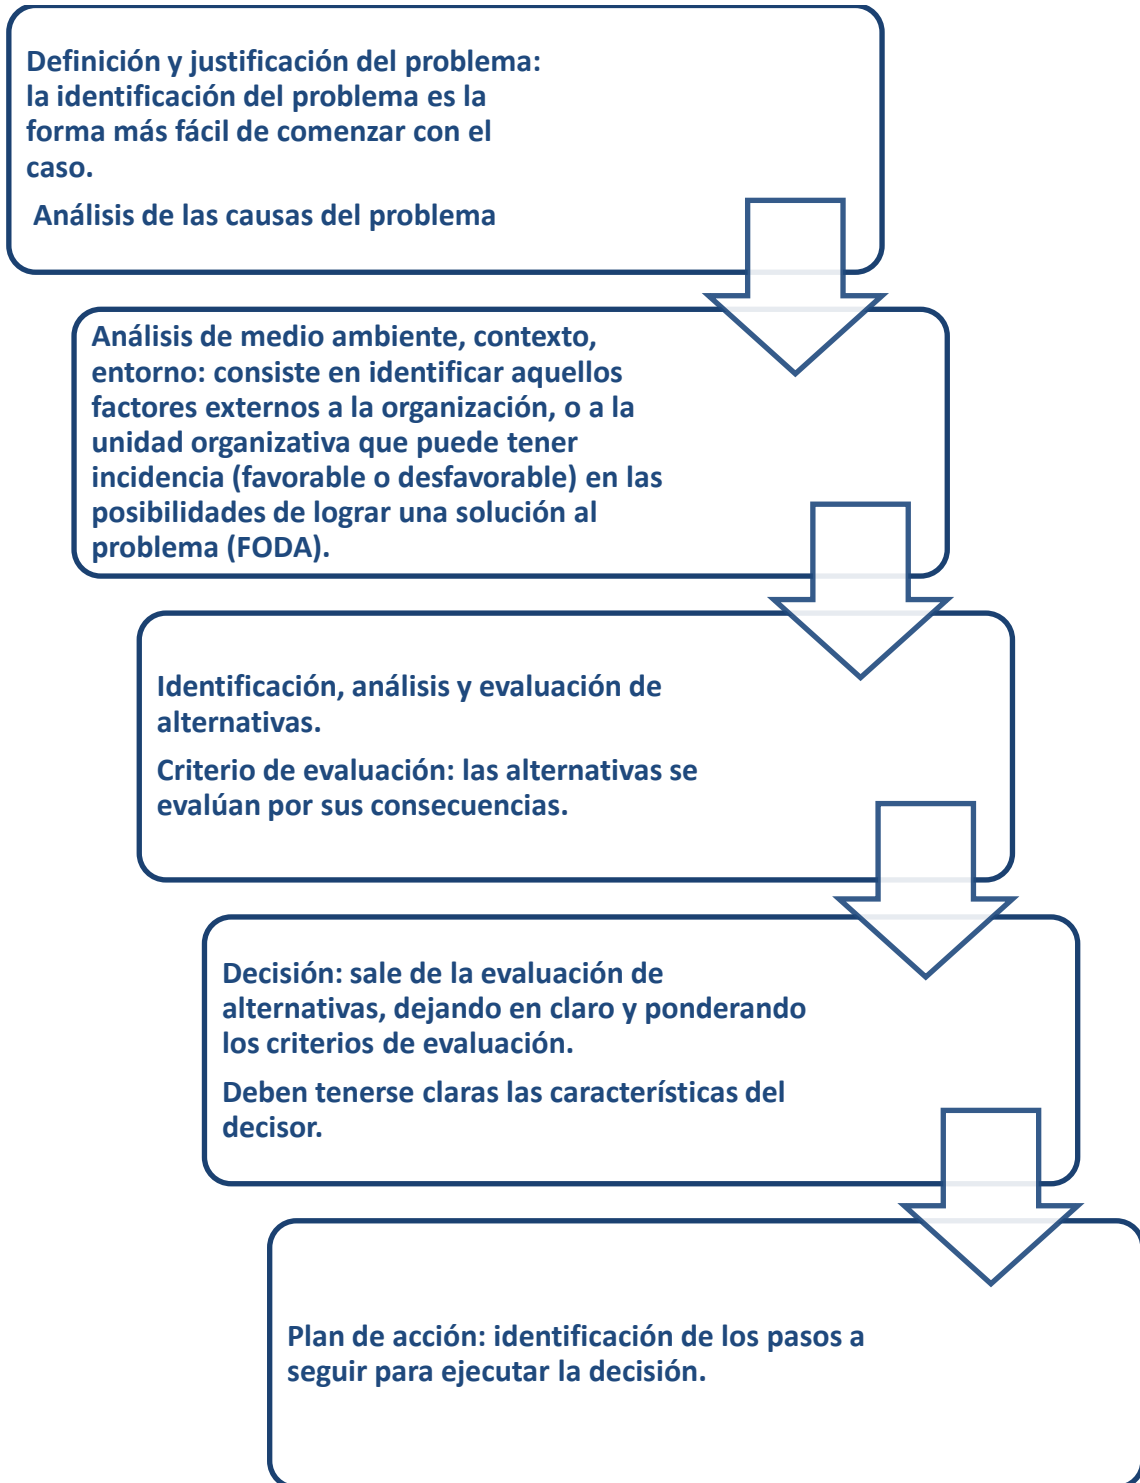 Definición y justificación del problema:
la identificación del problema es la
forma más fácil de comenzar con el
caso.
Análisis de las causas del problema
Análisis de medio ambiente, contexto,
entorno: consiste en identificar aquellos
factores externos a la organización, o a la
unidad organizativa que puede tener
incidencia (favorable o desfavorable) en las
posibilidades de lograr una solución al
problema (FODA).
Identificación, análisis y evaluación de
alternativas.
Criterio de evaluación: las alternativas se
evalúan por sus consecuencias.
Decisión: sale de la evaluación de
alternativas, dejando en claro y ponderando
los criterios de evaluación.
Deben tenerse claras las características del
decisor.
Plan de acción: identificación de los pasos a
seguir para ejecutar la decisión.